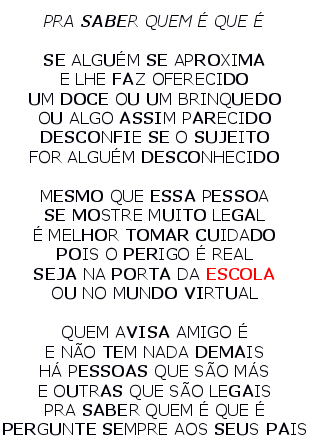 PRA SABER QUEM É QUE É
SE ALGUÉM SE APROXIMA
E LHE FAZ OFERECIDO
UM DOCE OU UM BRINQUEDO
OU ALGO ASSIM PARECIDO
DESCONFIE SE O SUJEITO
FOR ALGUÉM DESCONHECIDO
MESMO QUE ESSA PESSOA
SE MOSTRE MUITO LEGAL
É MELHOR TOMAR CUIDADO
POIS O PERIGO É REAL
SEJA NA PORTA DA ESCOLA
OU NO MUNDO VIRTUAL
QUEM AVISA AMIGO É
E NÃO TEM NADA DEMAIS
HÁ PESSOAS QUE SÃO MÁS
E OUTRAS QUE SÃO LEGAIS
PRA SABER QUEM É QUE É
PERGUNTE SEMPRE AOS SEUS PAIS